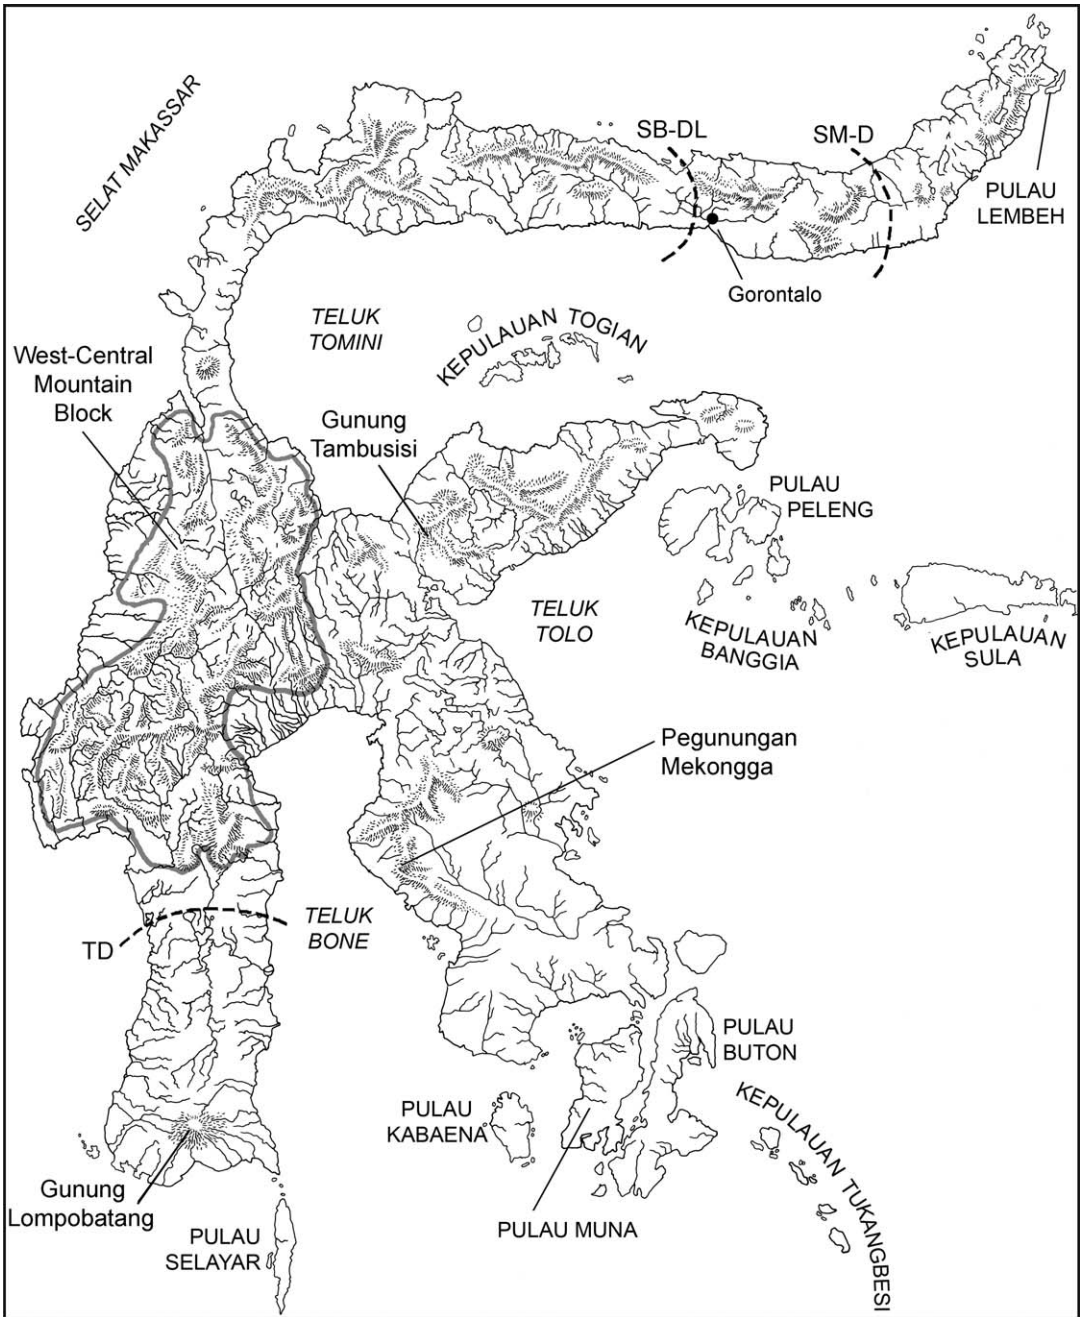 SELAT MAKASSAR
SB-DL
SM-D
PULAU
LEMBEH
Gorontalo
TELUK
TOMINI
KEPULAUAN TOGIAN
West-Central
Mountain
Block
Gunung
Tambusisi
PULAU
PELENG
TELUK
TOLO
KEPULAUAN
BANGGIA
KEPULAUAN
SULA
Pegunungan
Mekongga
TELUK
BONE
TD
PULAU
BUTON
PULAU
KABAENA
KEPULAUAN TUKANGBESI
Gunung
Lompobatang
PULAU MUNA
PULAU
SELAYAR